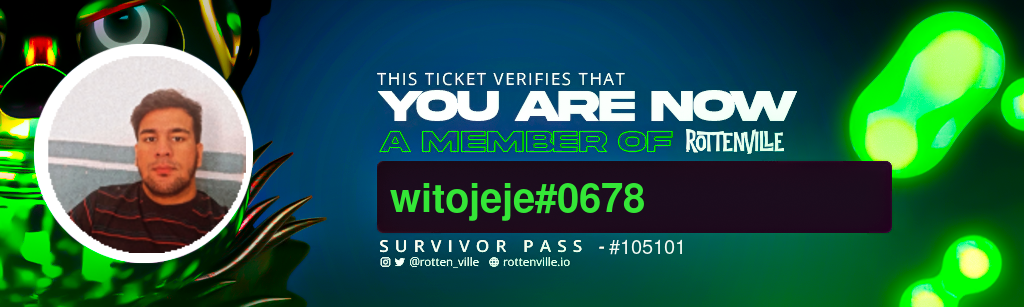 THIS TICKET VERIFIES THAT
YOU ARE NOW
A MEMBER OF ROTTENVILLE
witojeje#0678
SURVIVOR PASS - #105101
@rotten_ville rottenville.io